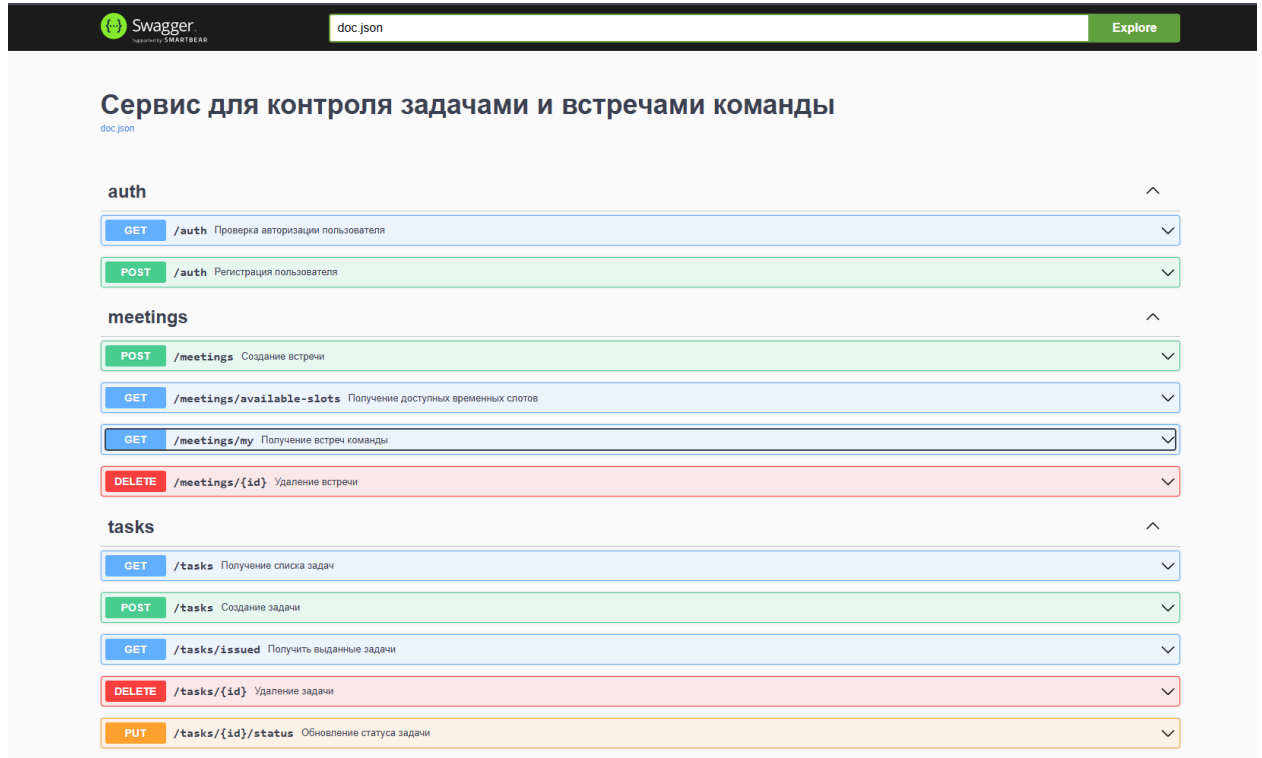 Swagger.
Supported by SMARTBEAR
doc.json
Explore
Сервис для контроля задачами и встречами команды
doc.json
auth
GET /auth Проверка авторизации пользователя
POST /auth Регистрация пользователя
meetings
POST /meetings Создание встречи
GET /meetings/available-slots Получение доступных временных слотов
GET /meetings/my Получение встреч команды
DELETE /meetings/{id} Удаление встречи
tasks
GET /tasks Получение списка задач
POST /tasks Создание задачи
GET /tasks/issued Получить выданные задачи
DELETE /tasks/{id} Удаление задачи
PUT /tasks/{id}/status Обновление статуса задачи